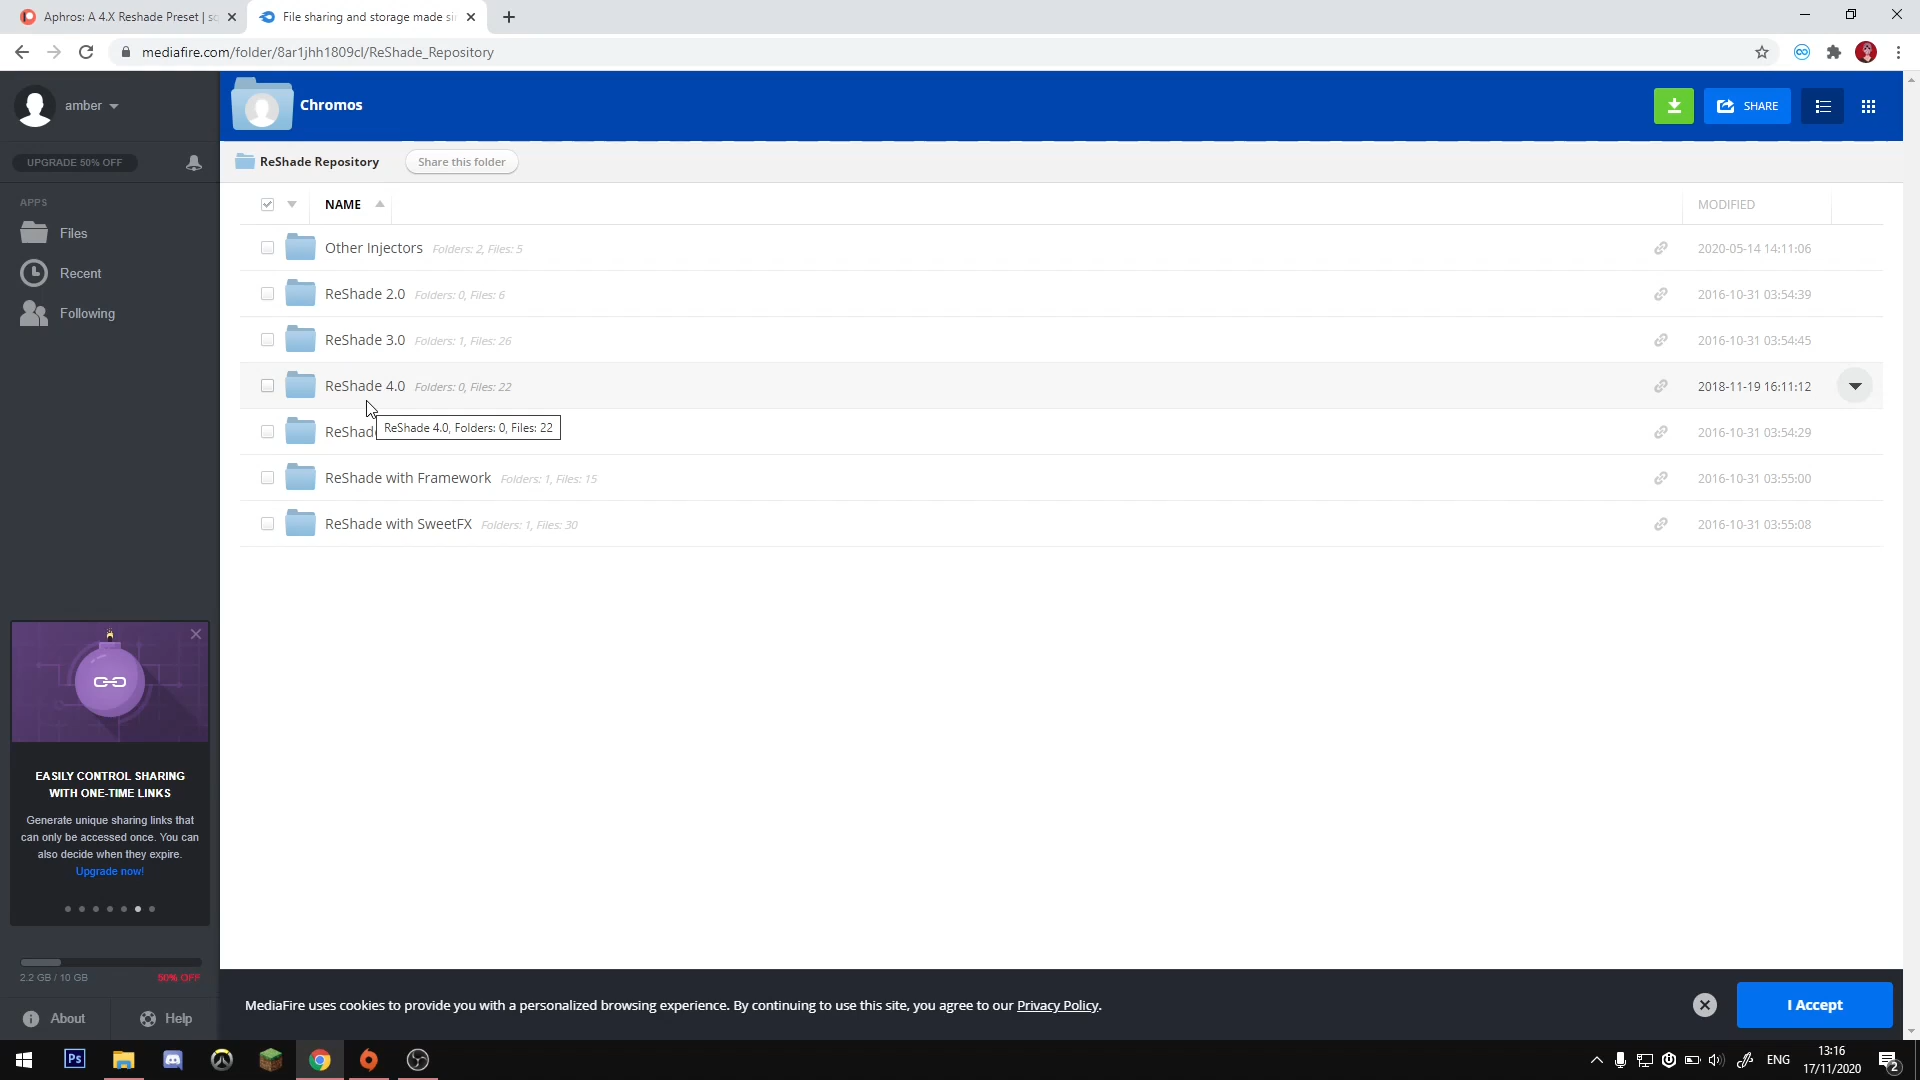 Aphros: A 4.X Reshade Preset | sc
File sharing and storage made si
mediafire.com/folder/8ar1jhh1809cl/ReShade_Repository
amber
Chromos
SHARE
UPGRADE 50% OFF
ReShade Repository
Share this folder
APPS
Files
Recent
Following
NAME
MODIFIED
Other Injectors Folders: 2, Files: 5 2020-05-14 14:11:06
ReShade 2.0 Folders: 0, Files: 6 2016-10-31 03:54:39
ReShade 3.0 Folders: 1, Files: 26 2016-10-31 03:54:45
ReShade 4.0 Folders: 0, Files: 22 2018-11-19 16:11:12
ReShad 2016-10-31 03:54:29
ReShade 4.0, Folders: 0, Files: 22
ReShade with Framework Folders: 1, Files: 15 2016-10-31 03:55:00
ReShade with SweetFX Folders: 1, Files: 30 2016-10-31 03:55:08
EASILY CONTROL SHARING
WITH ONE-TIME LINKS
Generate unique sharing links that
can only be accessed once. You can
also decide when they expire.
Upgrade now!
2.2 GB / 10 GB
50% OFF
About
Help
MediaFire uses cookies to provide you with a personalized browsing experience. By continuing to use this site, you agree to our Privacy Policy.
I Accept
Ps
ENG
13:16
17/11/2020
2